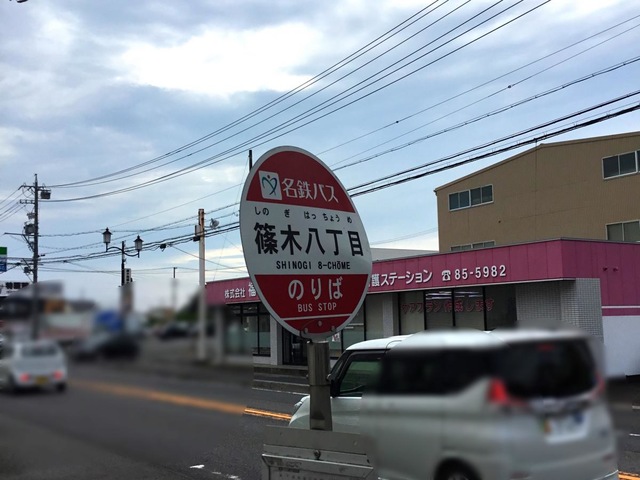 名鉄バス
しの ぎ はっちょうめ
篠木八丁目
SHINOGI 8-CHŌME
のりば
BUS STOP
株式会社 福
護ステーション ☎ 85-5982